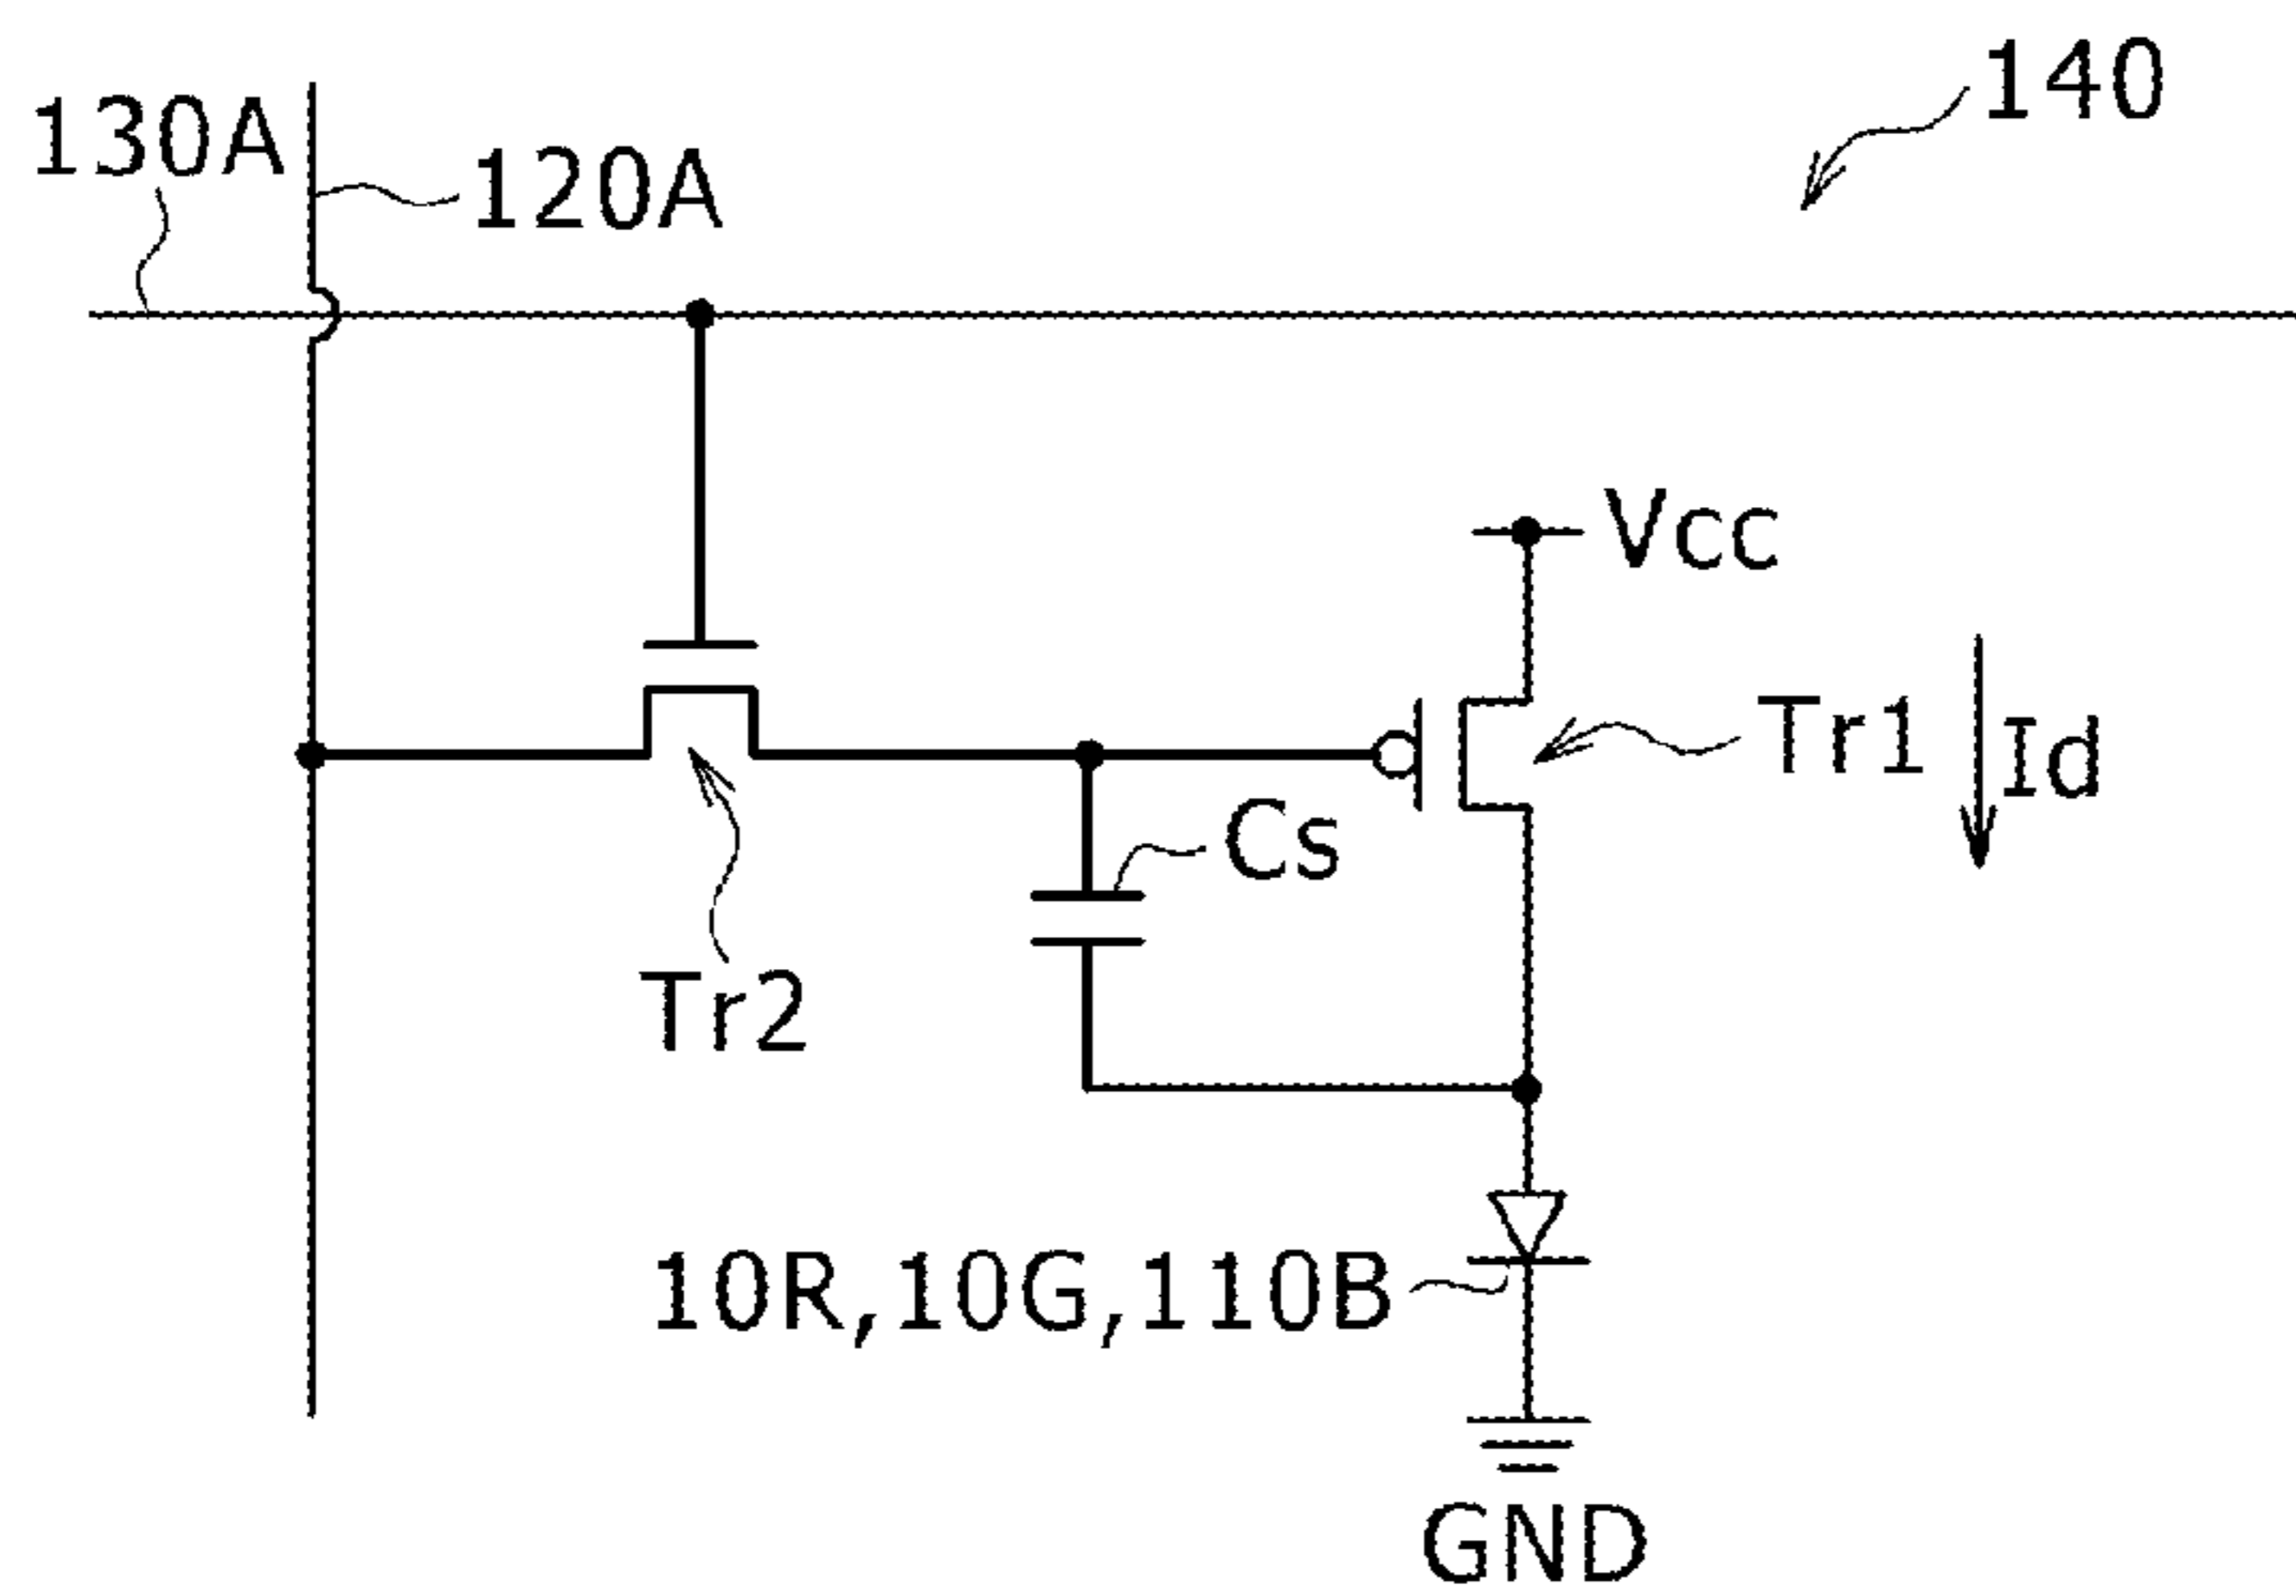 140
130A
120A
Vcc
Tr1
Id
Cs
Tr2
10R,10G,110B
GND